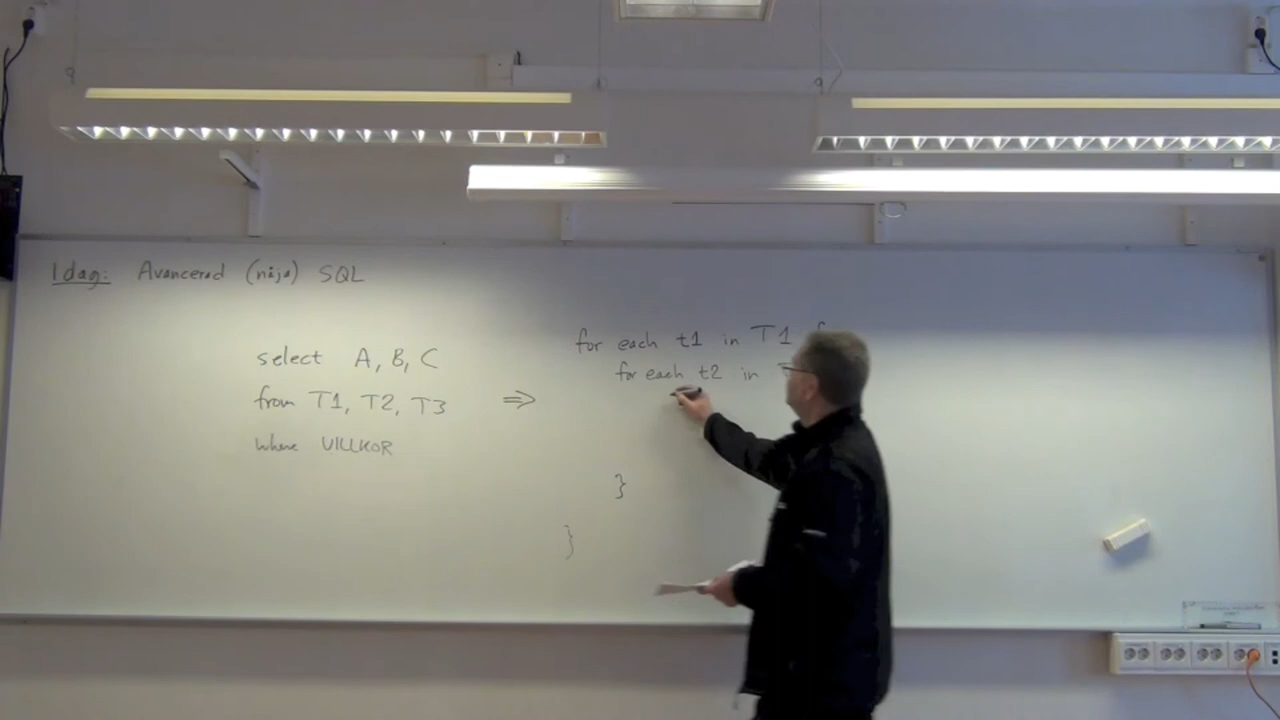 Idag: Avancerad (nåja) SQL
select A, B, C
from T1, T2, T3
where VILLKOR
⇒
for each t1 in T1 {
for each t2 in
}
}